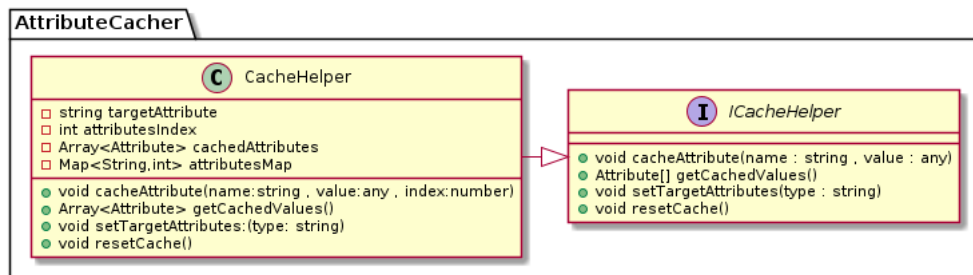 AttributeCacher
C CacheHelper
string targetAttribute
int attributesIndex
Array<Attribute> cachedAttributes
Map<String,int> attributesMap
void cacheAttribute(name:string , value:any , index:number)
Array<Attribute> getCachedValues()
void setTargetAttributes:(type: string)
void resetCache()
I ICacheHelper
void cacheAttribute(name : string , value : any)
Attribute[] getCachedValues()
void setTargetAttributes(type : string)
void resetCache()